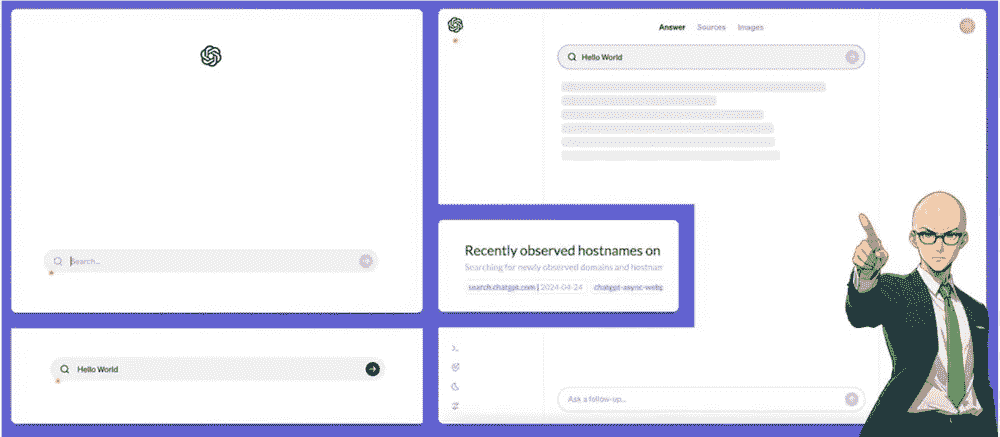 Search...
Hello World
Answer Sources Images
Hello World
Recently observed hostnames on
Searching for newly observed domains and hostnam
search.chatgpt.com | 2024-04-24 chatgpt-async-webp
Ask a follow-up...